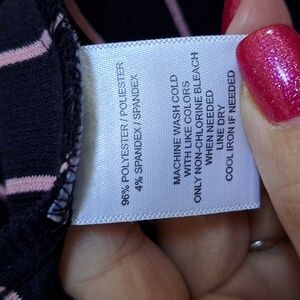 96% POLYESTER / POLIESTER
4% SPANDEX / SPANDEX
MACHINE WASH COLD
WITH LIKE COLORS
ONLY NON-CHLORINE BLEACH
WHEN NEEDED
LINE DRY
COOL IRON IF NEEDED